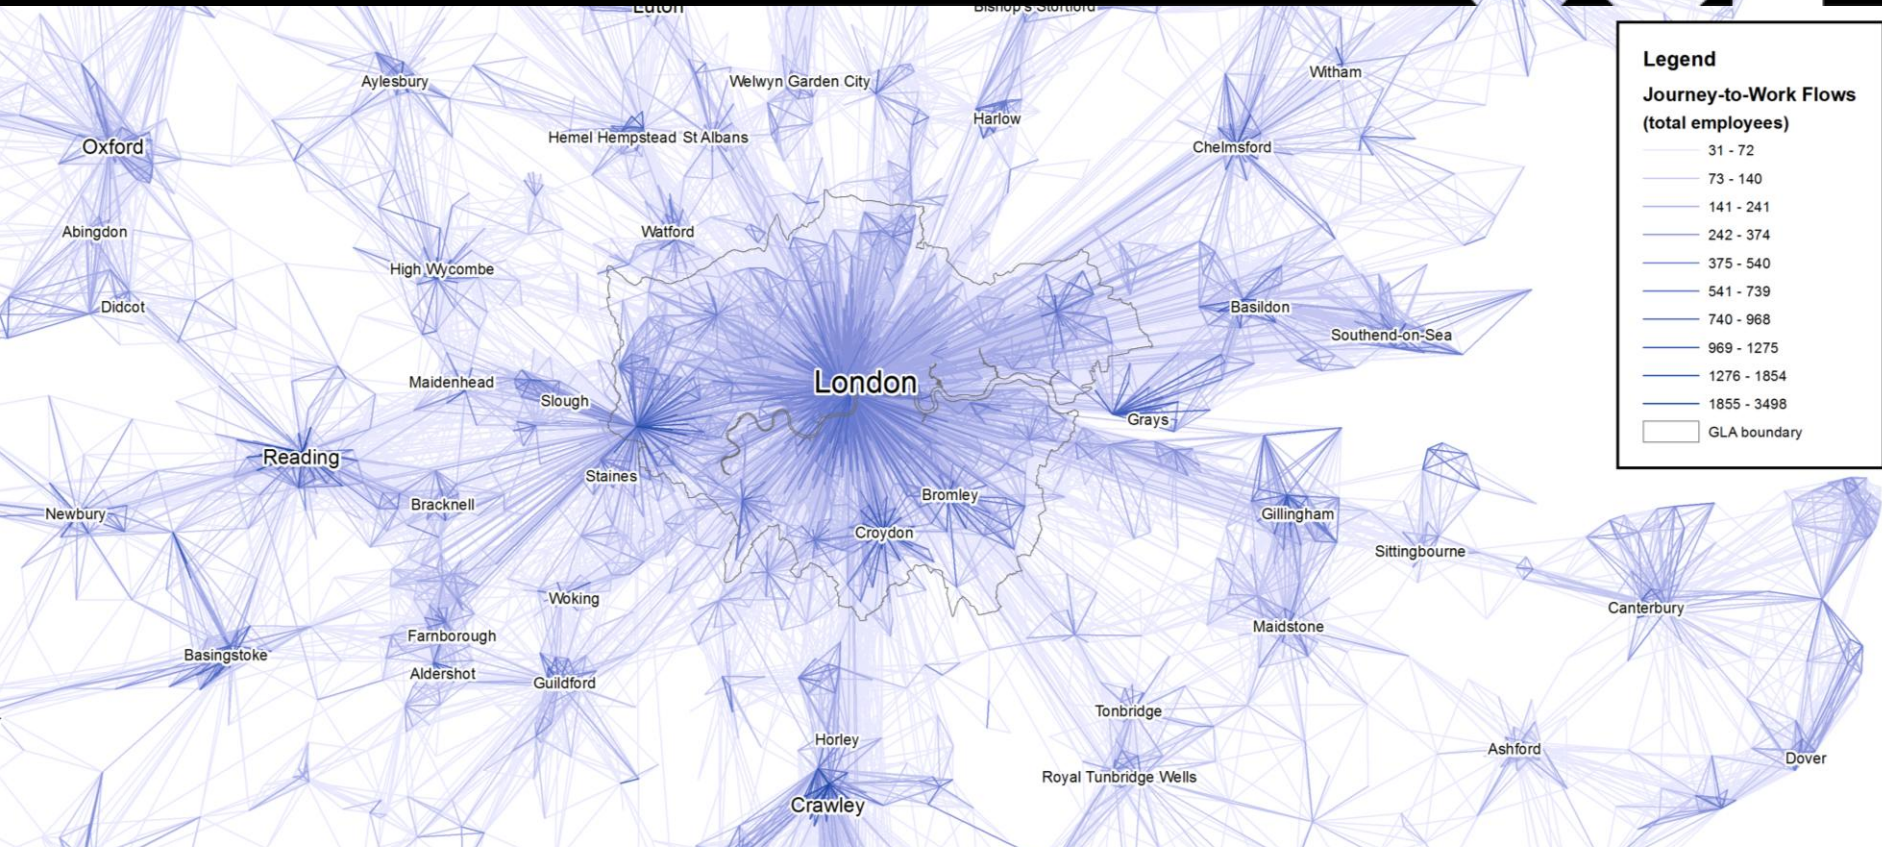 Luton
Bishop's Stortford
Aylesbury
Welwyn Garden City
Witham
Harlow
Hemel Hempstead
St Albans
Oxford
Chelmsford
Abingdon
Watford
High Wycombe
Didcot
Basildon
Southend-on-Sea
Maidenhead
London
Slough
Grays
Reading
Staines
Bracknell
Bromley
Newbury
Gillingham
Croydon
Sittingbourne
Woking
Canterbury
Farnborough
Maidstone
Basingstoke
Aldershot
Guildford
Tonbridge
Horley
Ashford
Dover
Royal Tunbridge Wells
Crawley
Legend
Journey-to-Work Flows
(total employees)
31 - 72
73 - 140
141 - 241
242 - 374
375 - 540
541 - 739
740 - 968
969 - 1275
1276 - 1854
1855 - 3498
GLA boundary